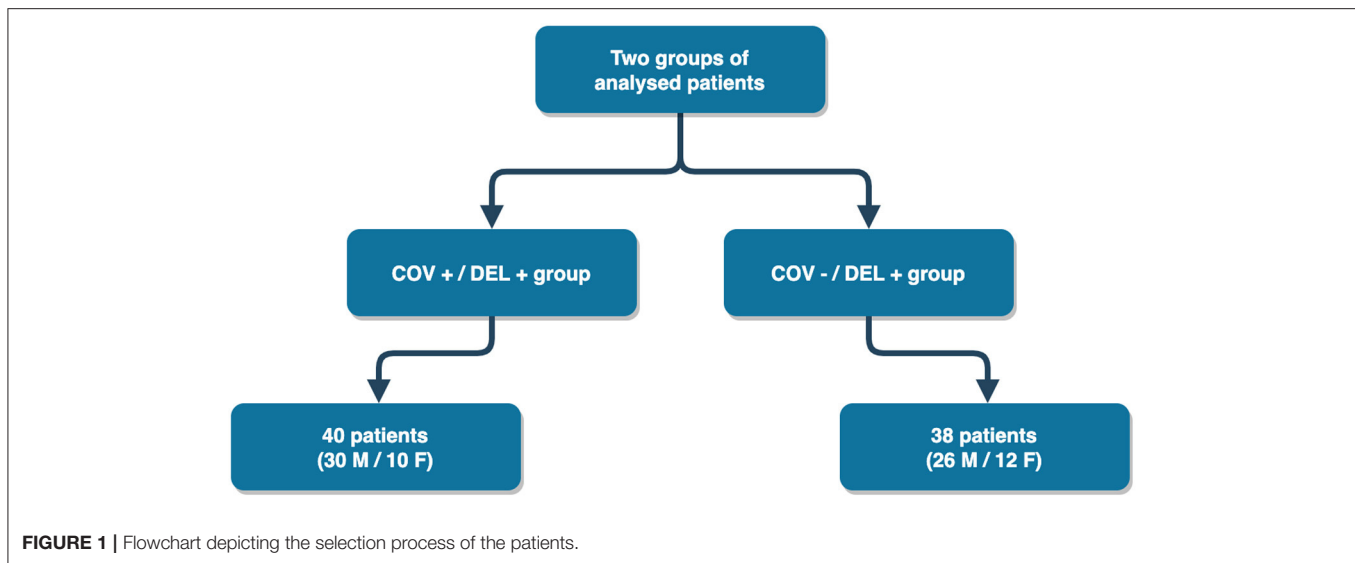 Two groups of
analysed patients
COV + / DEL + group
COV - / DEL + group
40 patients
(30 M / 10 F)
38 patients
(26 M / 12 F)
FIGURE 1 | Flowchart depicting the selection process of the patients.